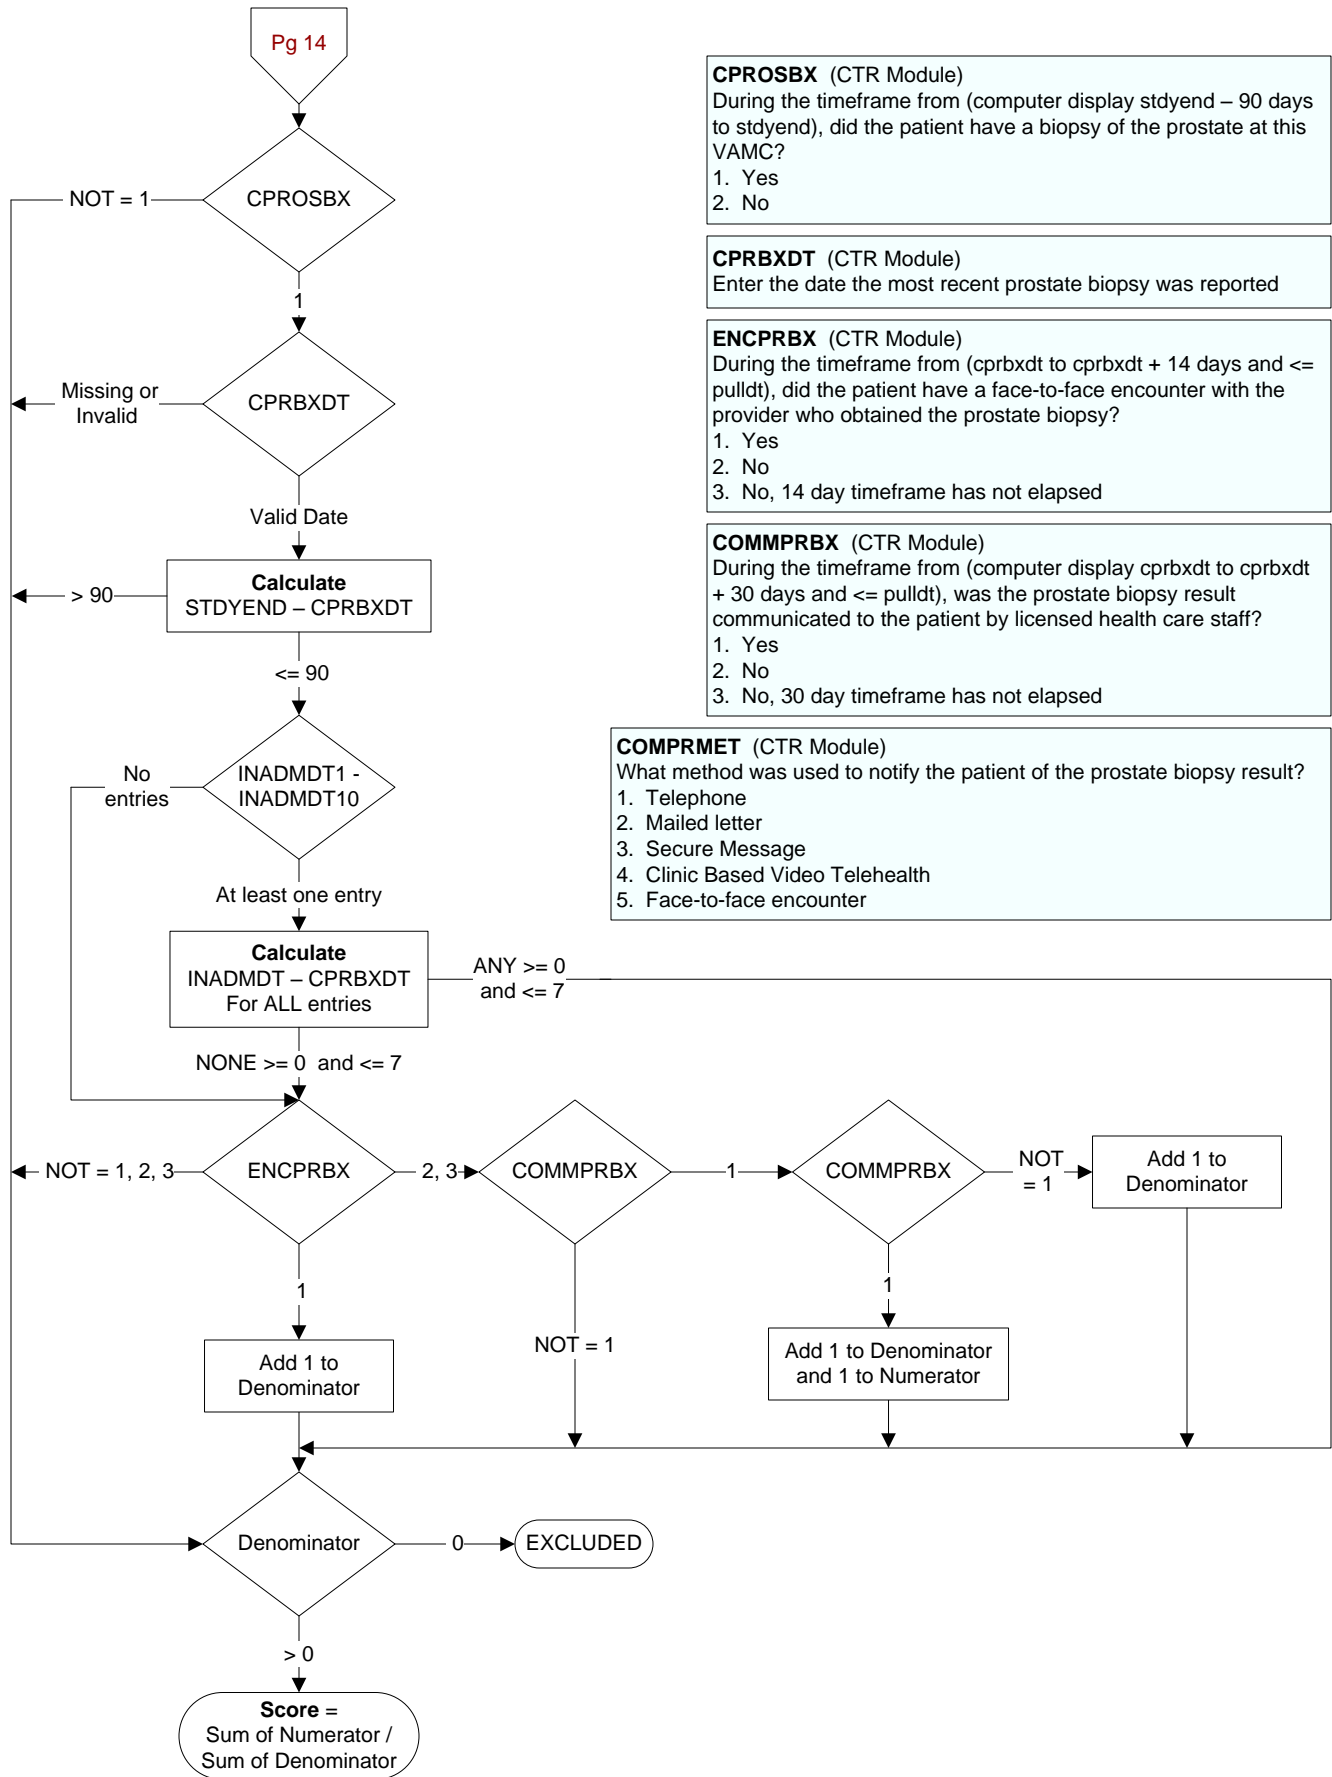 Pg 14
CPROSBX (CTR Module)
During the timeframe from (computer display stdyend – 90 days
to stdyend), did the patient have a biopsy of the prostate at this
VAMC?
1. Yes
2. No
CPRBXDT (CTR Module)
Enter the date the most recent prostate biopsy was reported
ENCPRBX (CTR Module)
During the timeframe from (cprbxdt to cprbxdt + 14 days and <=
pulldt), did the patient have a face-to-face encounter with the
provider who obtained the prostate biopsy?
1. Yes
2. No
3. No, 14 day timeframe has not elapsed
COMMPRBX (CTR Module)
During the timeframe from (computer display cprbxdt to cprbxdt
+ 30 days and <= pulldt), was the prostate biopsy result
communicated to the patient by licensed health care staff?
1. Yes
2. No
3. No, 30 day timeframe has not elapsed
COMPRMET (CTR Module)
What method was used to notify the patient of the prostate biopsy result?
1. Telephone
2. Mailed letter
3. Secure Message
4. Clinic Based Video Telehealth
5. Face-to-face encounter
NOT = 1
CPROSBX
1
Missing or
Invalid
CPRBXDT
Valid Date
> 90
Calculate
STDYEND – CPRBXDT
<= 90
No
entries
INADMDT1 -
INADMDT10
At least one entry
Calculate
INADMDT – CPRBXDT
For ALL entries
ANY >= 0
and <= 7
NONE >= 0 and <= 7
NOT = 1, 2, 3
ENCPRBX
2, 3
COMMPRBX
1
COMMPRBX
NOT
= 1
Add 1 to
Denominator
1
NOT = 1
1
Add 1 to
Denominator
Add 1 to Denominator
and 1 to Numerator
Denominator
0
EXCLUDED
> 0
Score =
Sum of Numerator /
Sum of Denominator